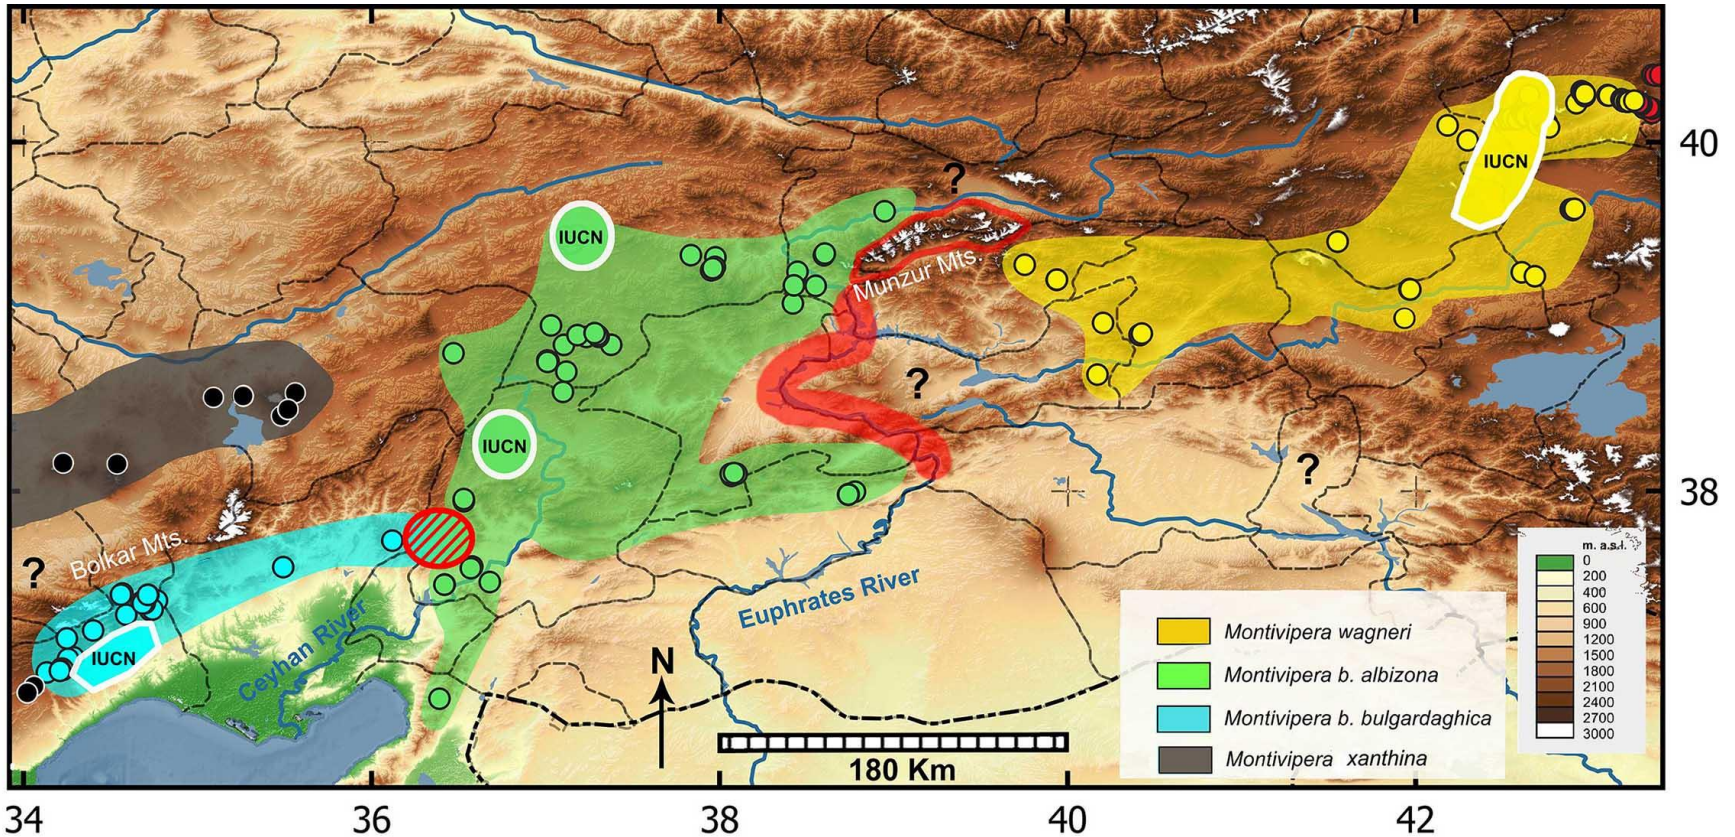 40
IUCN
?
IUCN
Munzur Mts.
?
IUCN
?
38
Bolkar Mts.
?
IUCN
Ceyhan River
Euphrates River
N
180 Km
Montivipera wagneri
Montivipera b. albizona
Montivipera b. bulgardaghica
Montivipera xanthina
m. a.s.l.
0
200
400
600
900
1200
1500
1800
2100
2400
2700
3000
34
36
38
40
42